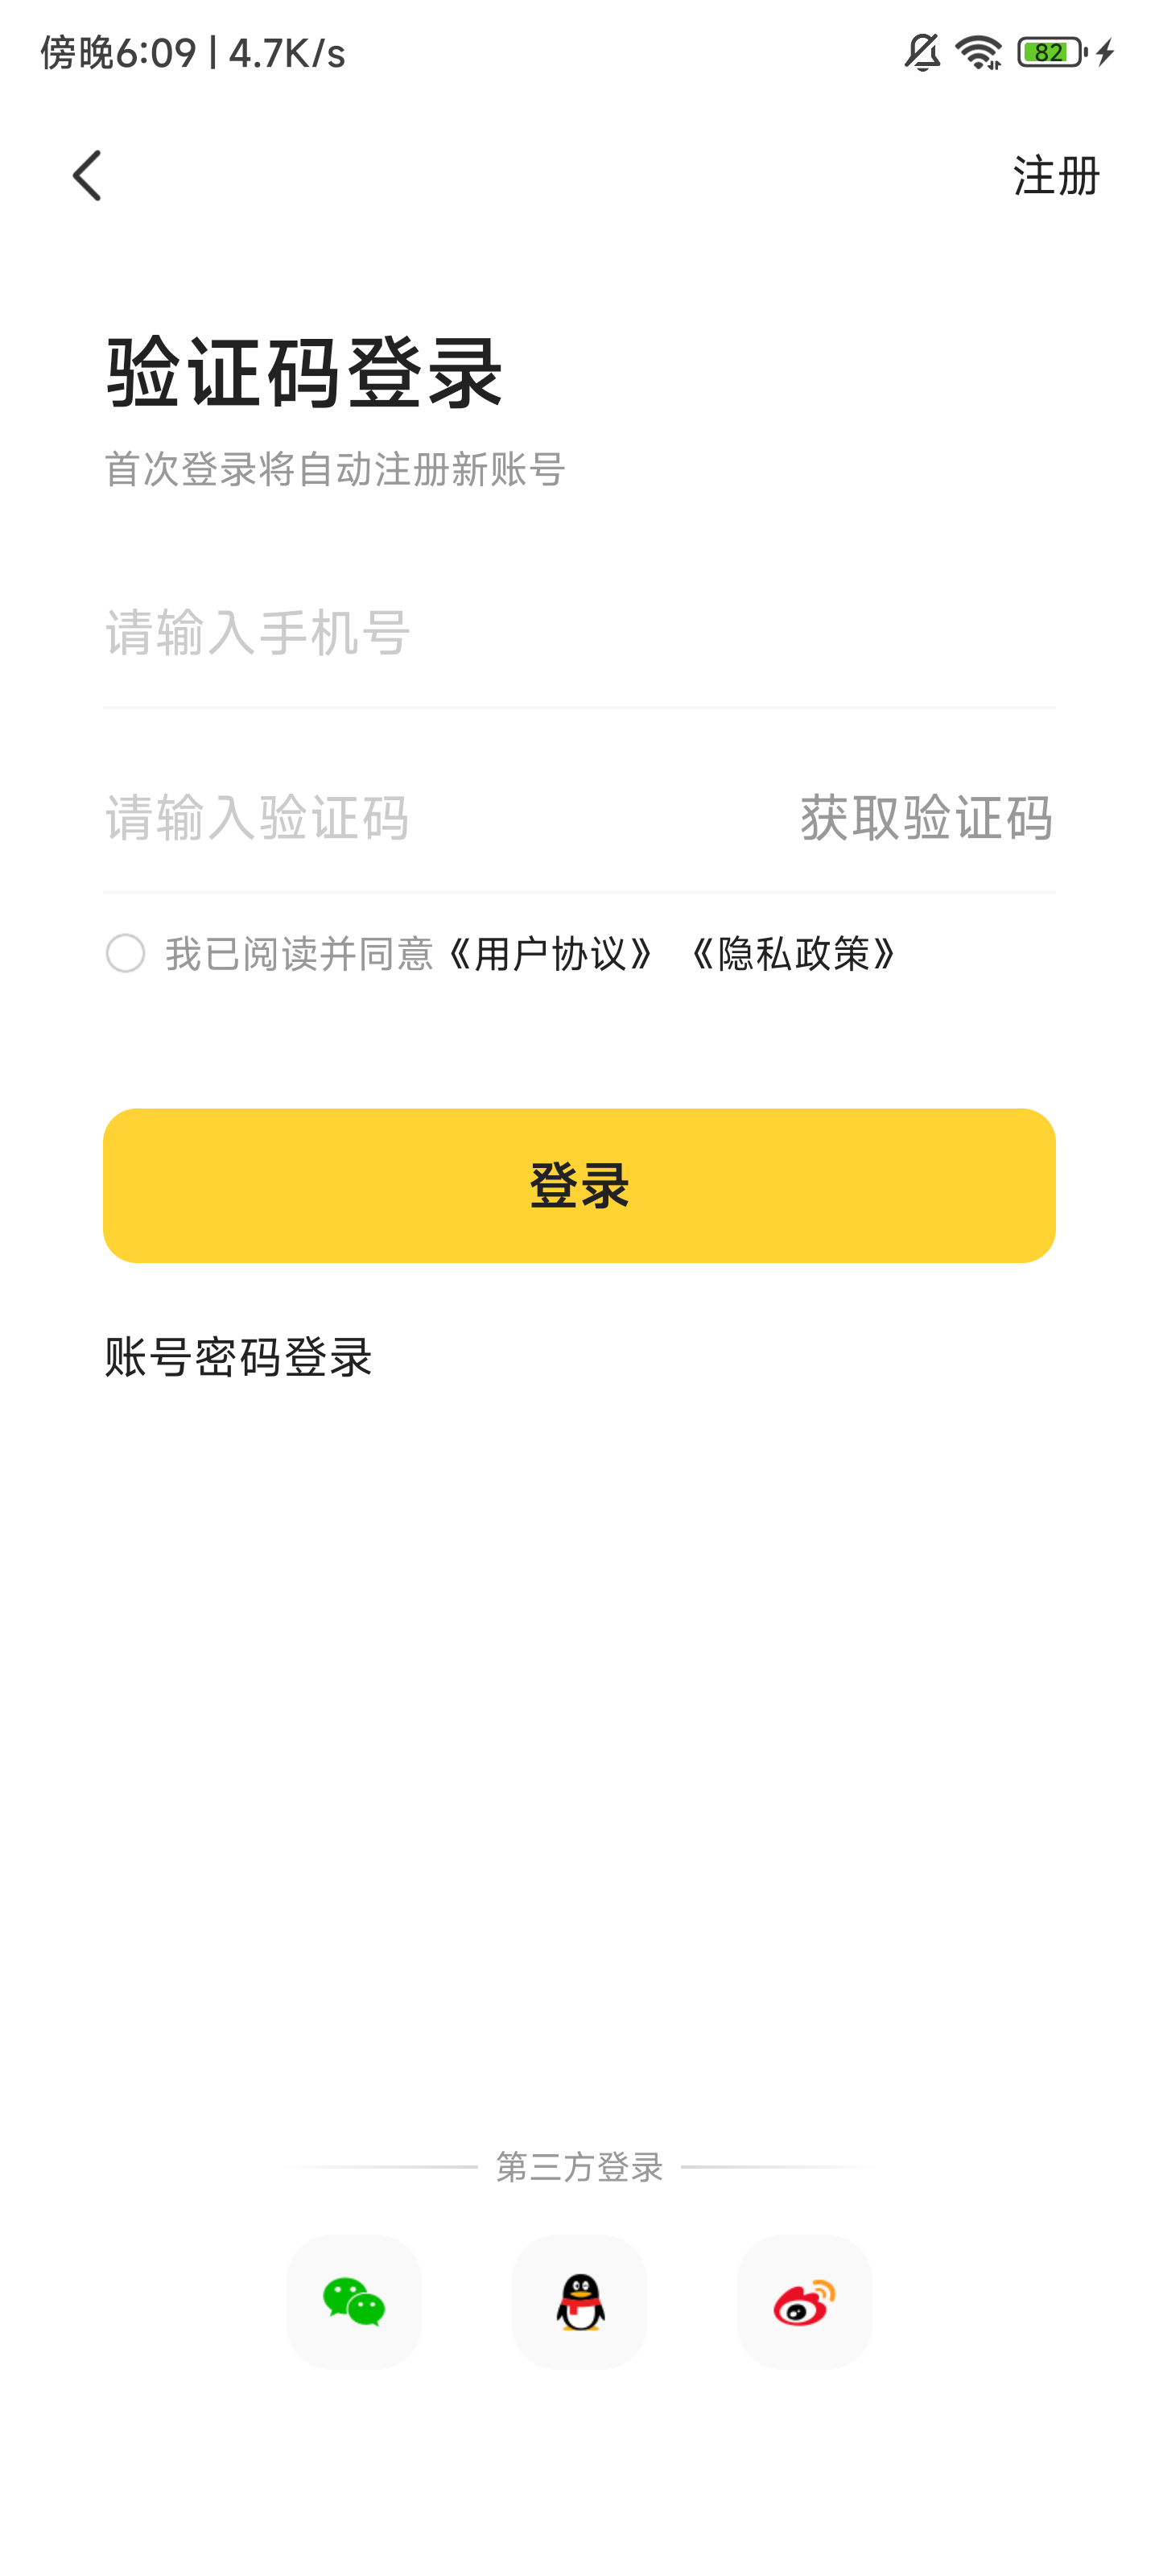 傍晚6:09 | 4.7K/s
82
注册
验证码登录
首次登录将自动注册新账号
请输入手机号
请输入验证码 获取验证码
我已阅读并同意《用户协议》 《隐私政策》
登录
账号密码登录
第三方登录